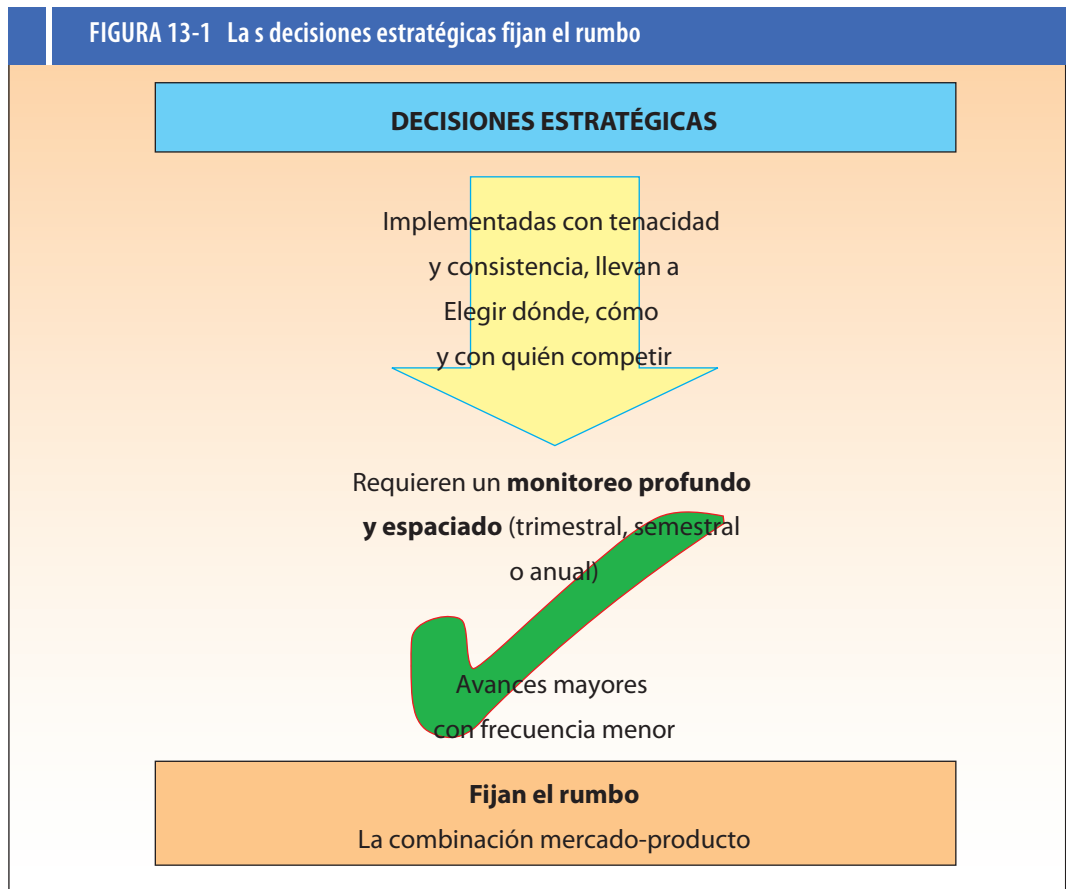 FIGURA 13-1 La s decisiones estratégicas fijan el rumbo
DECISIONES ESTRATÉGICAS
Implementadas con tenacidad
y consistencia, llevan a
Elegir dónde, cómo
y con quién competir
Requieren un monitoreo profundo
y espaciado (trimestral, semestral
o anual)
Avances mayores
con frecuencia menor
Fijan el rumbo
La combinación mercado-producto